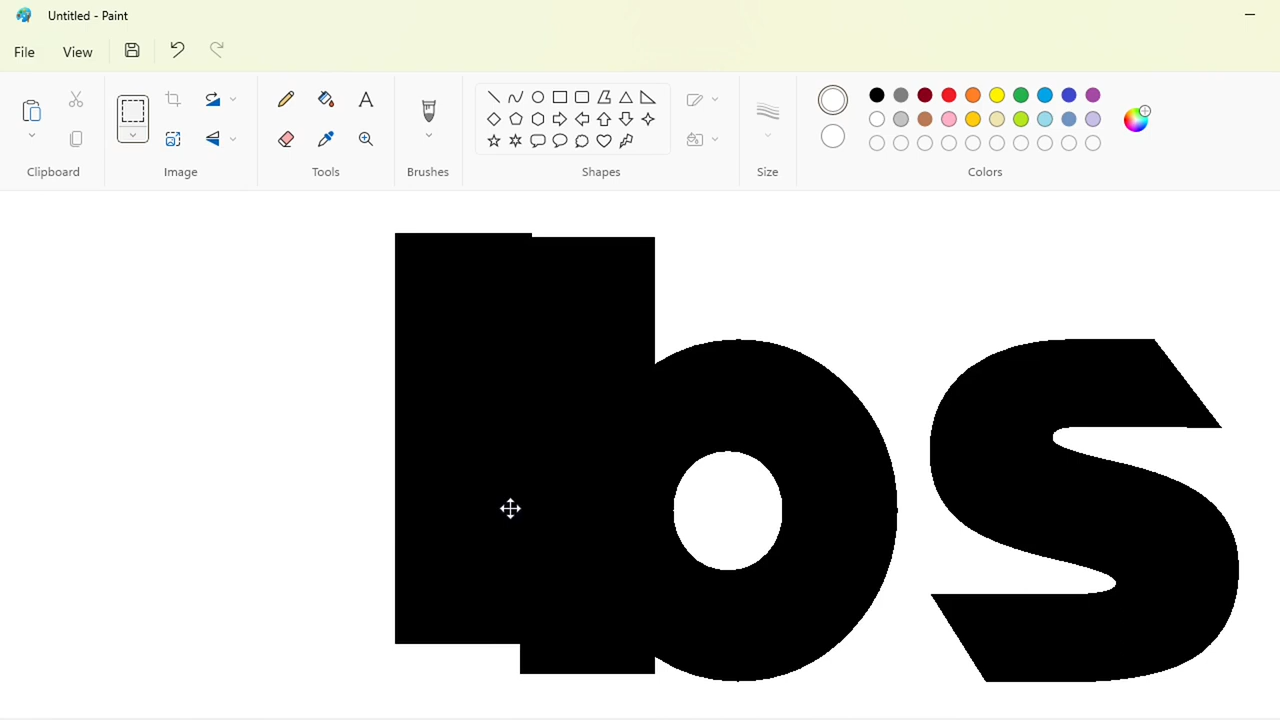 Untitled - Paint
File View
Clipboard Image Tools Brushes Shapes Size Colors
bs